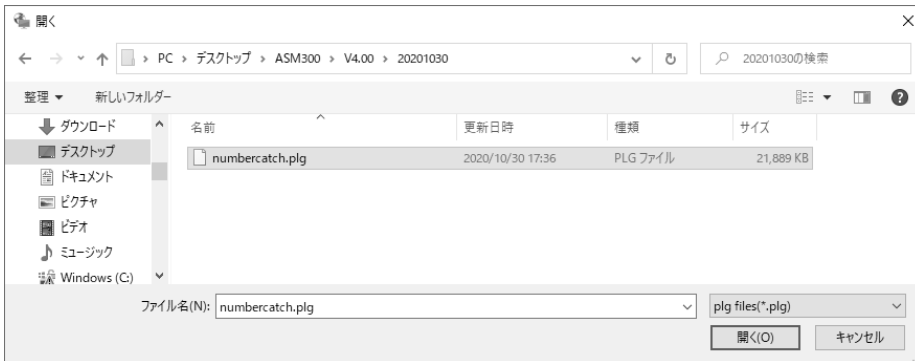 開く
PC > デスクトップ > ASM300 > V4.00 > 20201030
20201030の検索
整理 新しいフォルダー
ダウンロード
デスクトップ
ドキュメント
ピクチャ
ビデオ
ミュージック
Windows (C:)
名前 更新日時 種類 サイズ
numbercatch.plg 2020/10/30 17:36 PLG ファイル 21,889 KB
ファイル名(N): numbercatch.plg plg files(*.plg)
開く(O) キャンセル